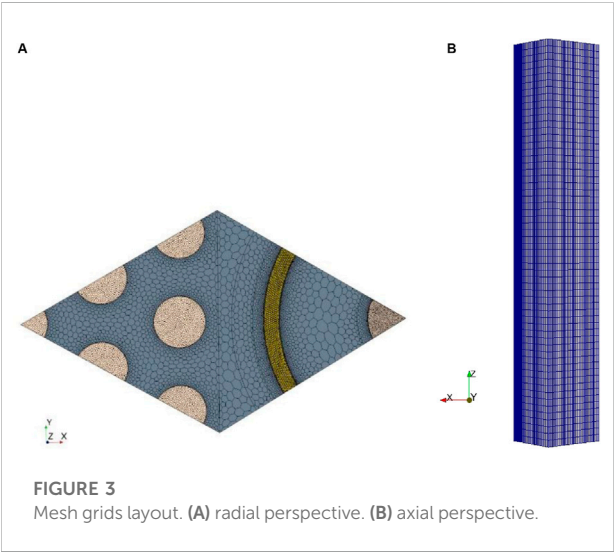 A
B
Y
Z X
Z
X Y
FIGURE 3
Mesh grids layout. (A) radial perspective. (B) axial perspective.